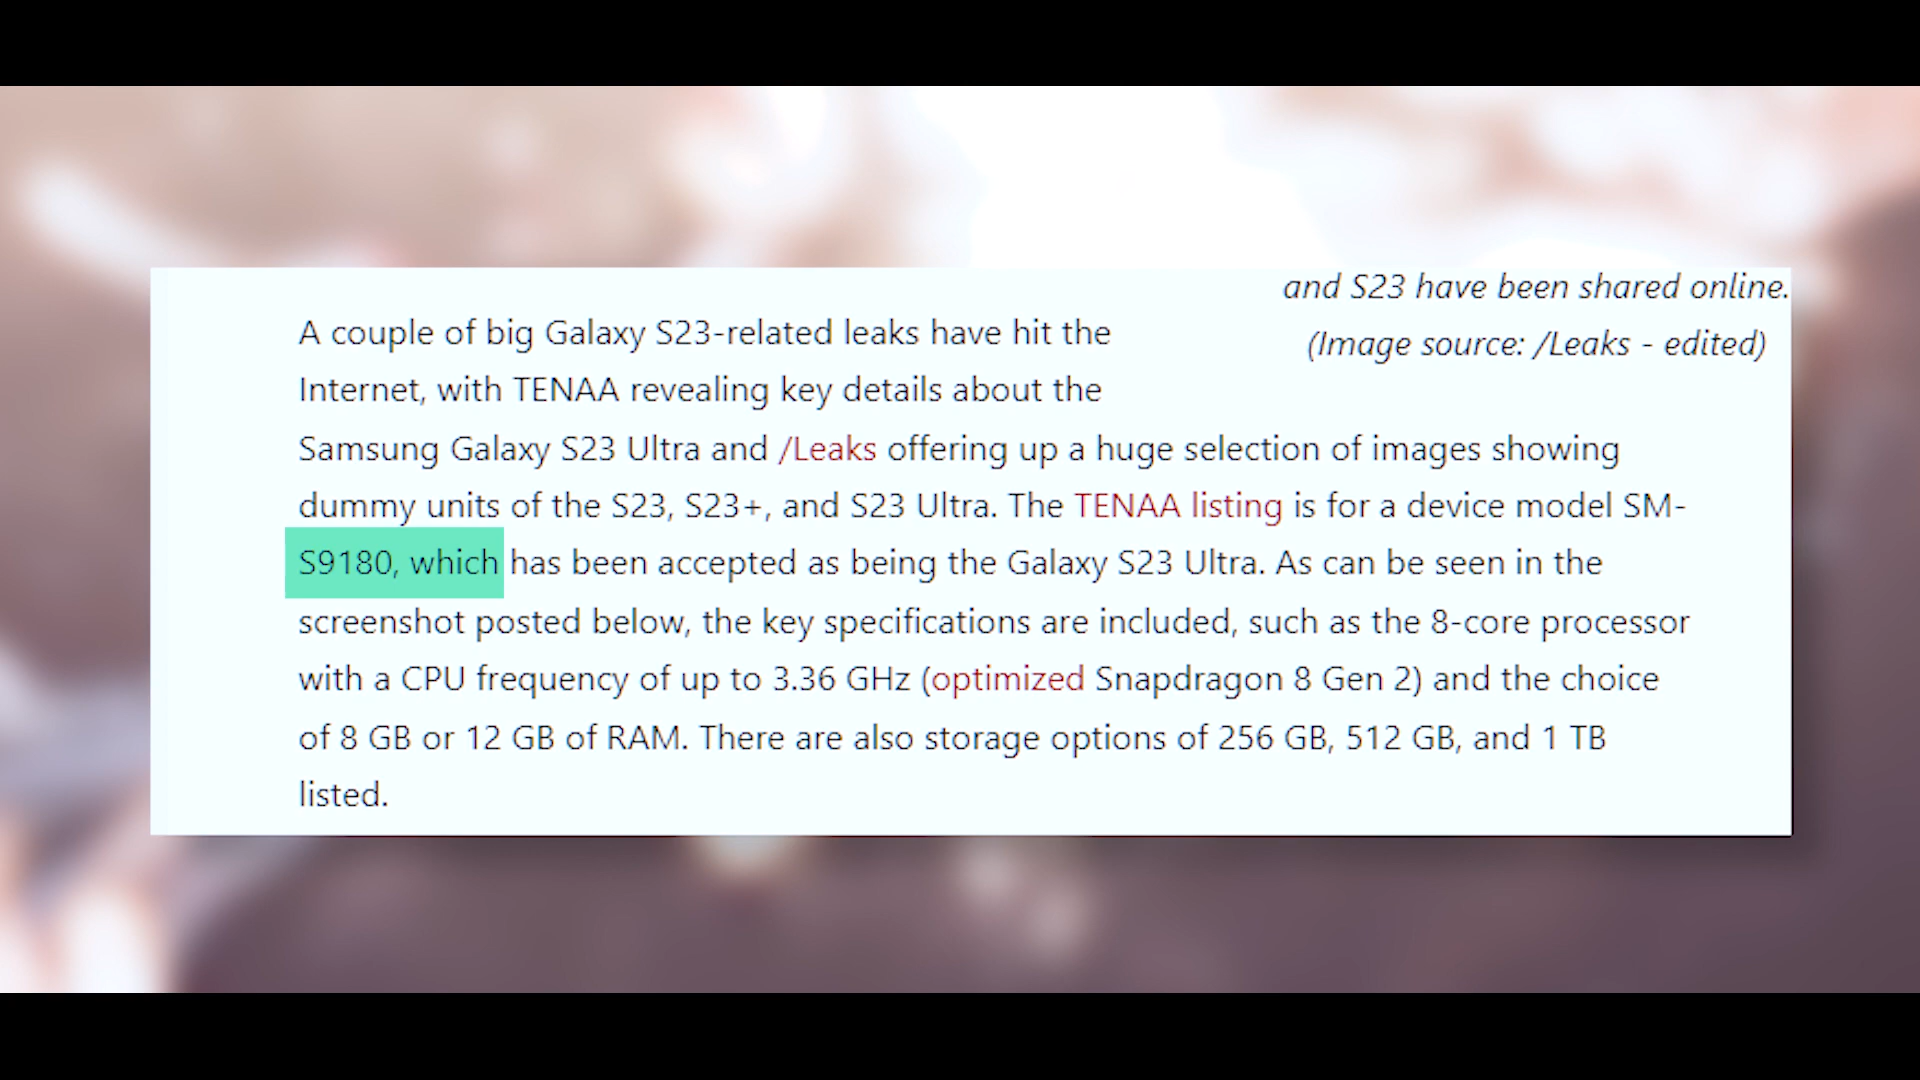 and S23 have been shared online.
(Image source: /Leaks - edited)
A couple of big Galaxy S23-related leaks have hit the
Internet, with TENAA revealing key details about the
Samsung Galaxy S23 Ultra and /Leaks offering up a huge selection of images showing
dummy units of the S23, S23+, and S23 Ultra. The TENAA listing is for a device model SM-
S9180, which has been accepted as being the Galaxy S23 Ultra. As can be seen in the
screenshot posted below, the key specifications are included, such as the 8-core processor
with a CPU frequency of up to 3.36 GHz (optimized Snapdragon 8 Gen 2) and the choice
of 8 GB or 12 GB of RAM. There are also storage options of 256 GB, 512 GB, and 1 TB
listed.